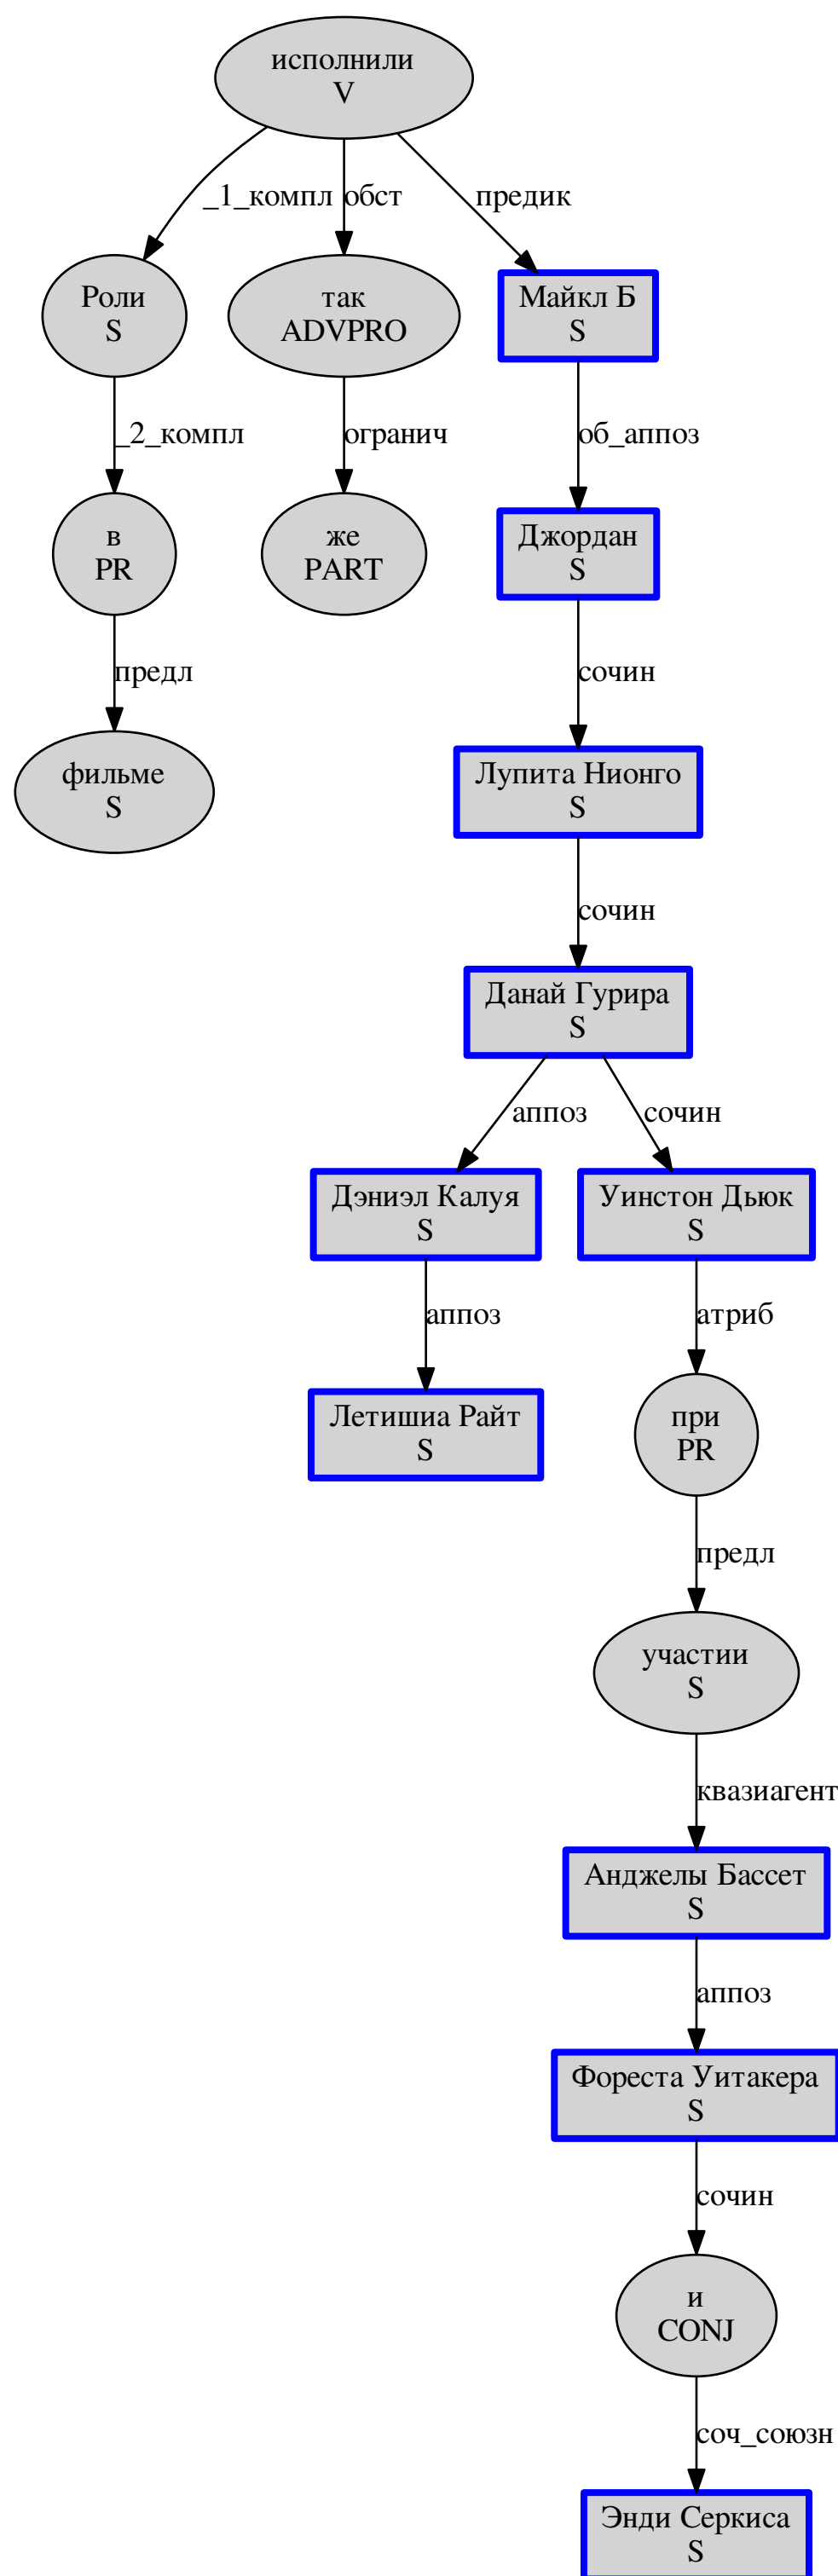 исполнили
V
_1_компл
обст
предик
Роли
S
так
ADVPRO
Майкл Б
S
_2_компл
огранич
об_аппоз
в
PR
же
PART
Джордан
S
предл
сочин
фильме
S
Лупита Нионго
S
сочин
Данай Гурира
S
аппоз
сочин
Дэниэл Калуя
S
Уинстон Дьюк
S
аппоз
атриб
Летишиа Райт
S
при
PR
предл
участии
S
квазиагент
Анджелы Бассет
S
аппоз
Фореста Уитакера
S
сочин
и
CONJ
соч_союзн
Энди Серкиса
S